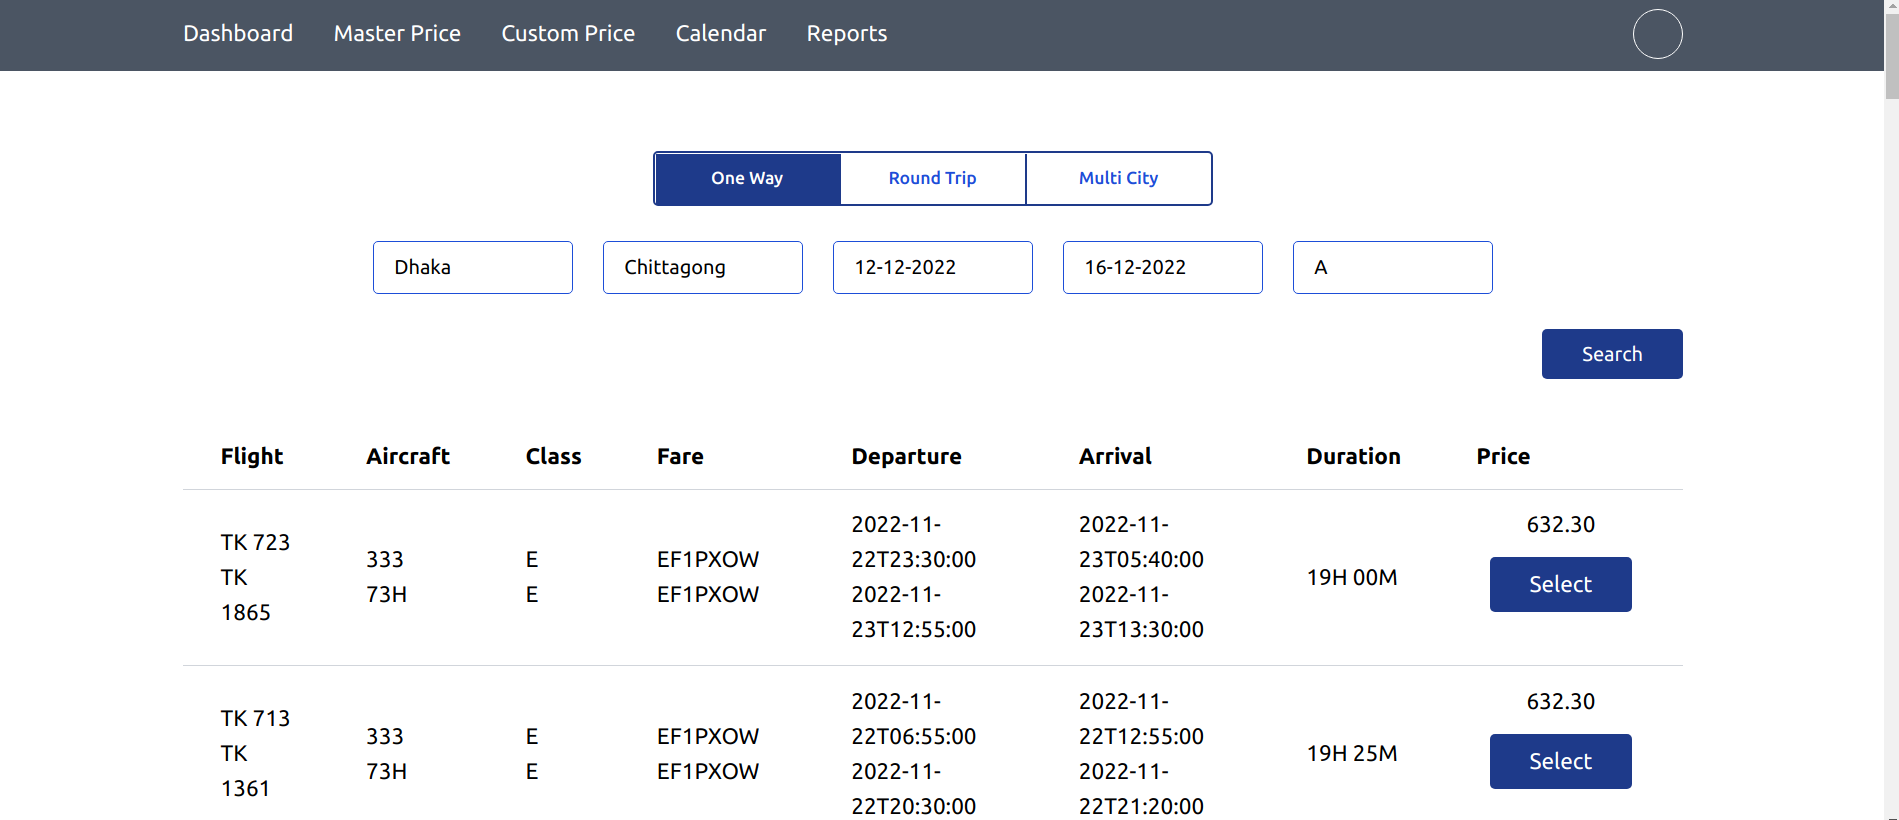 Dashboard Master Price Custom Price Calendar Reports
One Way Round Trip Multi City
Dhaka Chittagong 12-12-2022 16-12-2022 A
Search
Flight Aircraft Class Fare Departure Arrival Duration Price
TK 723
TK
1865
333
73H
E
E
EF1PXOW
EF1PXOW
2022-11-
22T23:30:00
2022-11-
23T12:55:00
2022-11-
23T05:40:00
2022-11-
23T13:30:00
19H 00M
632.30
Select
TK 713
TK
1361
333
73H
E
E
EF1PXOW
EF1PXOW
2022-11-
22T06:55:00
2022-11-
22T20:30:00
2022-11-
22T12:55:00
2022-11-
22T21:20:00
19H 25M
632.30
Select